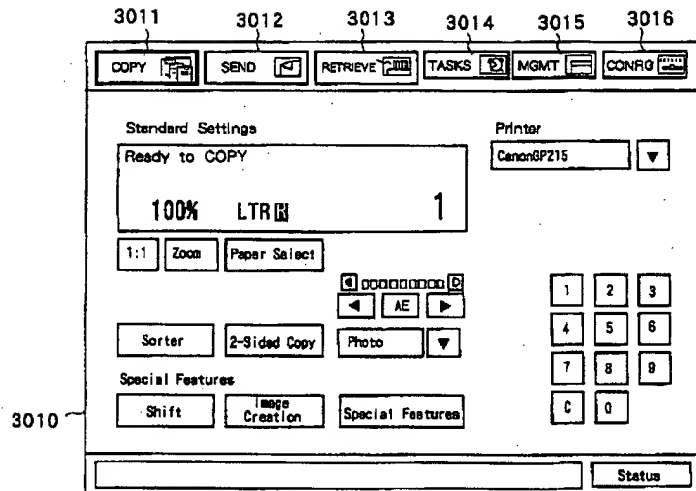 3011 3012 3013 3014 3015 3016
COPY SEND RETRIEVE TASKS MGMT CONFIG
Standard Settings Printer
Ready to COPY CanonGP215
100% LTR R 1
1:1 Zoom Paper Select
AE
1 2 3
Sorter 2-Sided Copy Photo 4 5 6
7 8 9
Special Features
3010 Shift Image Creation Special Features C 0
Status